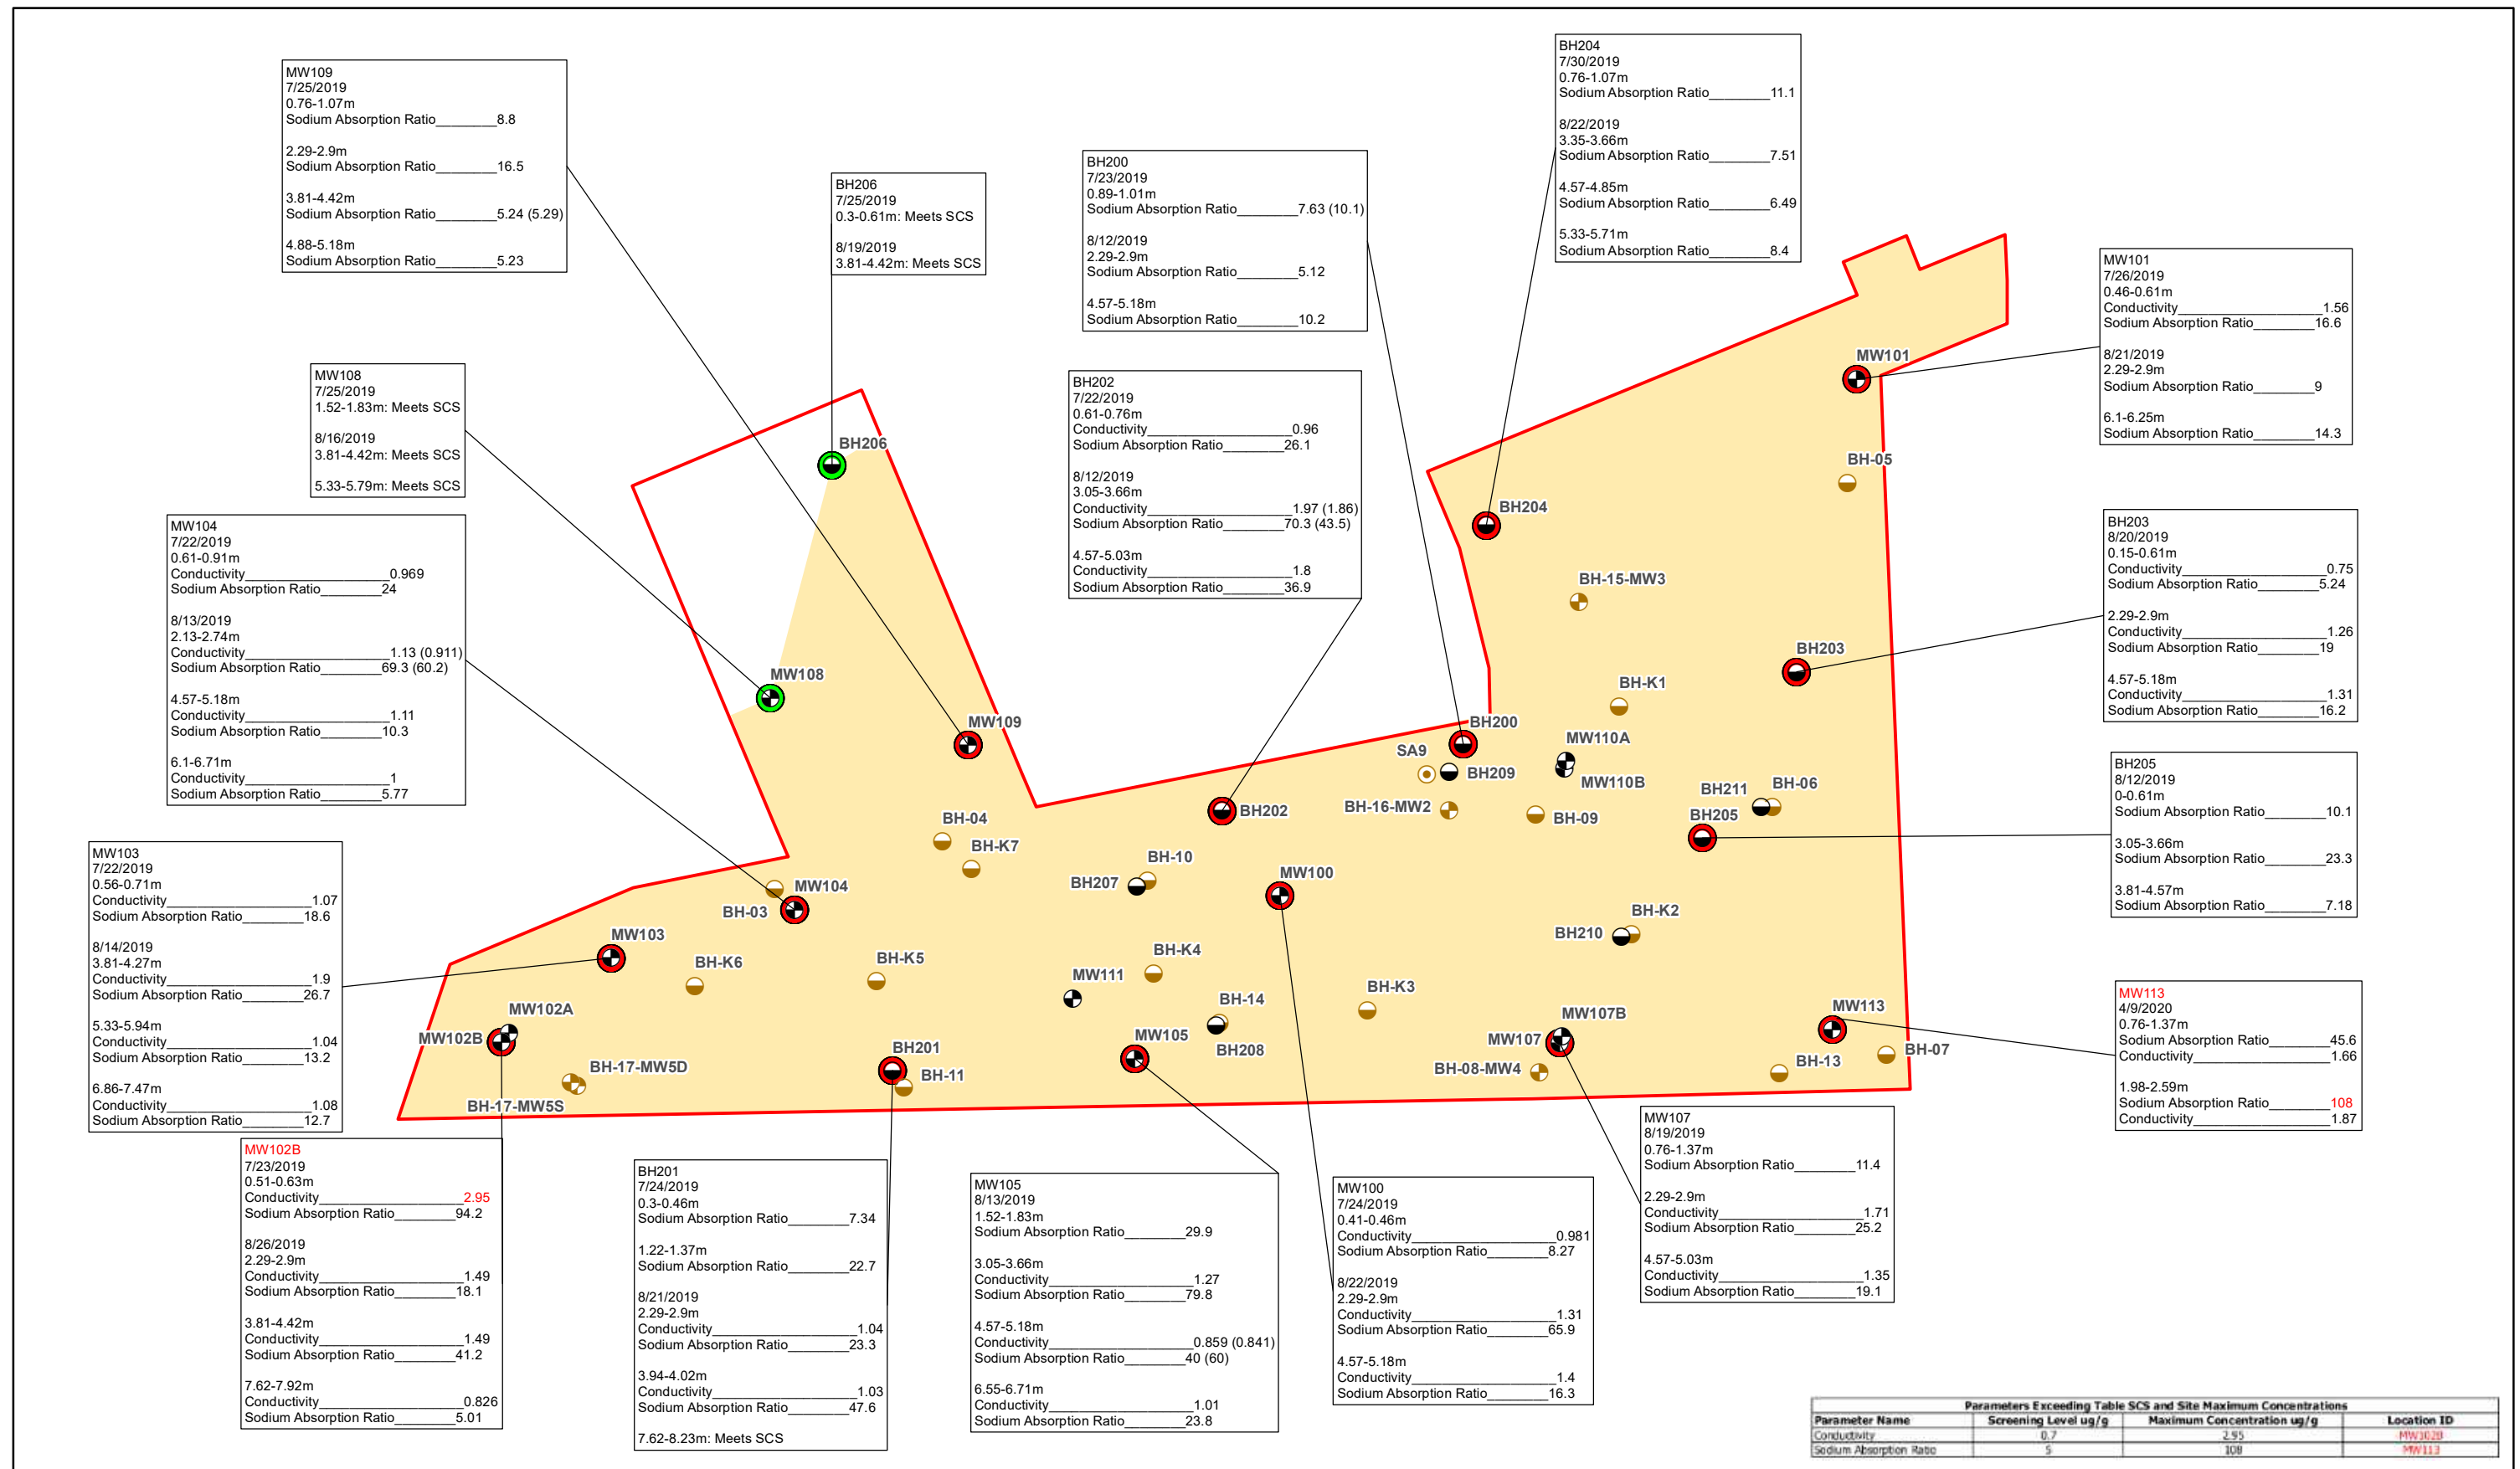 MW109
7/25/2019
0.76-1.07m
Sodium Absorption Ratio________8.8
2.29-2.9m
Sodium Absorption Ratio________16.5
3.81-4.42m
Sodium Absorption Ratio________5.24 (5.29)
4.88-5.18m
Sodium Absorption Ratio________5.23
BH206
7/25/2019
0.3-0.61m: Meets SCS
8/19/2019
3.81-4.42m: Meets SCS
BH200
7/23/2019
0.89-1.01m
Sodium Absorption Ratio________7.63 (10.1)
8/12/2019
2.29-2.9m
Sodium Absorption Ratio________5.12
4.57-5.18m
Sodium Absorption Ratio________10.2
BH204
7/30/2019
0.76-1.07m
Sodium Absorption Ratio________11.1
8/22/2019
3.35-3.66m
Sodium Absorption Ratio________7.51
4.57-4.85m
Sodium Absorption Ratio________6.49
5.33-5.71m
Sodium Absorption Ratio________8.4
MW101
7/26/2019
0.46-0.61m
Conductivity___________________1.56
Sodium Absorption Ratio________16.6
8/21/2019
2.29-2.9m
Sodium Absorption Ratio________9
6.1-6.25m
Sodium Absorption Ratio________14.3
MW108
7/25/2019
1.52-1.83m: Meets SCS
8/16/2019
3.81-4.42m: Meets SCS
5.33-5.79m: Meets SCS
BH202
7/22/2019
0.61-0.76m
Conductivity___________________0.96
Sodium Absorption Ratio________26.1
8/12/2019
3.05-3.66m
Conductivity___________________1.97 (1.86)
Sodium Absorption Ratio________70.3 (43.5)
4.57-5.03m
Conductivity___________________1.8
Sodium Absorption Ratio________36.9
MW104
7/22/2019
0.61-0.91m
Conductivity___________________0.969
Sodium Absorption Ratio________24
8/13/2019
2.13-2.74m
Conductivity___________________1.13 (0.911)
Sodium Absorption Ratio________69.3 (60.2)
4.57-5.18m
Conductivity___________________1.11
Sodium Absorption Ratio________10.3
6.1-6.71m
Conductivity___________________1
Sodium Absorption Ratio________5.77
BH203
8/20/2019
0.15-0.61m
Conductivity___________________0.75
Sodium Absorption Ratio________5.24
2.29-2.9m
Conductivity___________________1.26
Sodium Absorption Ratio________19
4.57-5.18m
Conductivity___________________1.31
Sodium Absorption Ratio________16.2
BH205
8/12/2019
0-0.61m
Sodium Absorption Ratio________10.1
3.05-3.66m
Sodium Absorption Ratio________23.3
3.81-4.57m
Sodium Absorption Ratio________7.18
MW103
7/22/2019
0.56-0.71m
Conductivity___________________1.07
Sodium Absorption Ratio________18.6
8/14/2019
3.81-4.27m
Conductivity___________________1.9
Sodium Absorption Ratio________26.7
5.33-5.94m
Conductivity___________________1.04
Sodium Absorption Ratio________13.2
6.86-7.47m
Conductivity___________________1.08
Sodium Absorption Ratio________12.7
MW113
4/9/2020
0.76-1.37m
Sodium Absorption Ratio________45.6
Conductivity___________________1.66
1.98-2.59m
Sodium Absorption Ratio________108
Conductivity___________________1.87
MW102B
7/23/2019
0.51-0.63m
Conductivity___________________2.95
Sodium Absorption Ratio________94.2
8/26/2019
2.29-2.9m
Conductivity___________________1.49
Sodium Absorption Ratio________18.1
3.81-4.42m
Conductivity___________________1.49
Sodium Absorption Ratio________41.2
7.62-7.92m
Conductivity___________________0.826
Sodium Absorption Ratio________5.01
BH201
7/24/2019
0.3-0.46m
Sodium Absorption Ratio________7.34
1.22-1.37m
Sodium Absorption Ratio________22.7
8/21/2019
2.29-2.9m
Conductivity___________________1.04
Sodium Absorption Ratio________23.3
3.94-4.02m
Conductivity___________________1.03
Sodium Absorption Ratio________47.6
7.62-8.23m: Meets SCS
MW105
8/13/2019
1.52-1.83m
Sodium Absorption Ratio________29.9
3.05-3.66m
Conductivity___________________1.27
Sodium Absorption Ratio________79.8
4.57-5.18m
Conductivity___________________0.859 (0.841)
Sodium Absorption Ratio________40 (60)
6.55-6.71m
Conductivity___________________1.01
Sodium Absorption Ratio________23.8
MW100
7/24/2019
0.41-0.46m
Conductivity___________________0.981
Sodium Absorption Ratio________8.27
8/22/2019
2.29-2.9m
Conductivity___________________1.31
Sodium Absorption Ratio________65.9
4.57-5.18m
Conductivity___________________1.4
Sodium Absorption Ratio________16.3
MW107
8/19/2019
0.76-1.37m
Sodium Absorption Ratio________11.4
2.29-2.9m
Conductivity___________________1.71
Sodium Absorption Ratio________25.2
4.57-5.03m
Conductivity___________________1.35
Sodium Absorption Ratio________19.1
MW101
BH206
BH-05
BH204
BH-15-MW3
BH203
MW108
BH-K1
MW109
BH200
MW110A
SA9
BH209
MW110B
BH211
BH-06
BH-16-MW2
BH202
BH-09
BH205
BH-04
BH-K7
BH-10
BH207
MW100
MW104
BH-03
BH-K2
BH210
MW103
BH-K6
BH-K5
MW111
BH-K4
BH-K3
BH-14
BH208
MW113
MW102A
MW102B
MW107B
MW107
MW105
BH201
BH-11
BH-17-MW5D
BH-17-MW5S
BH-08-MW4
BH-13
BH-07
Parameters Exceeding Table SCS and Site Maximum Concentrations
Parameter Name Screening Level ug/g Maximum Concentration ug/g Location ID
Conductivity 0.7 2.95 MW102B
Sodium Absorption Ratio 5 108 MW113